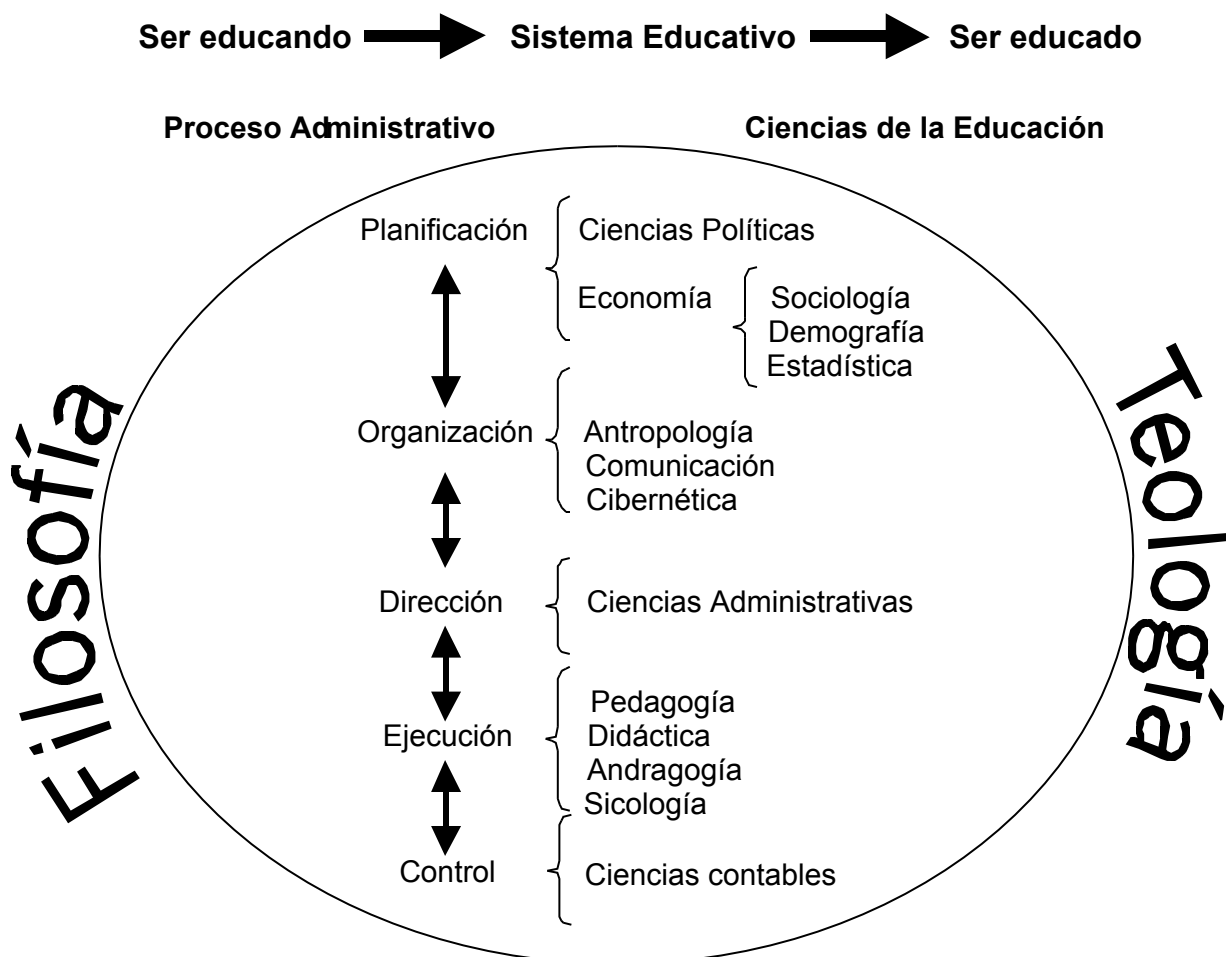 Ser educando Sistema Educativo Ser educado
Proceso Administrativo Ciencias de la Educación
Planificación Ciencias Políticas
Economía Sociología
Demografía
Estadística
Organización Antropología
Comunicación
Cibernética
Dirección Ciencias Administrativas
Pedagogía
Ejecución Didáctica
Andragogía
Sicología
Control Ciencias contables
Filosofía
Teología